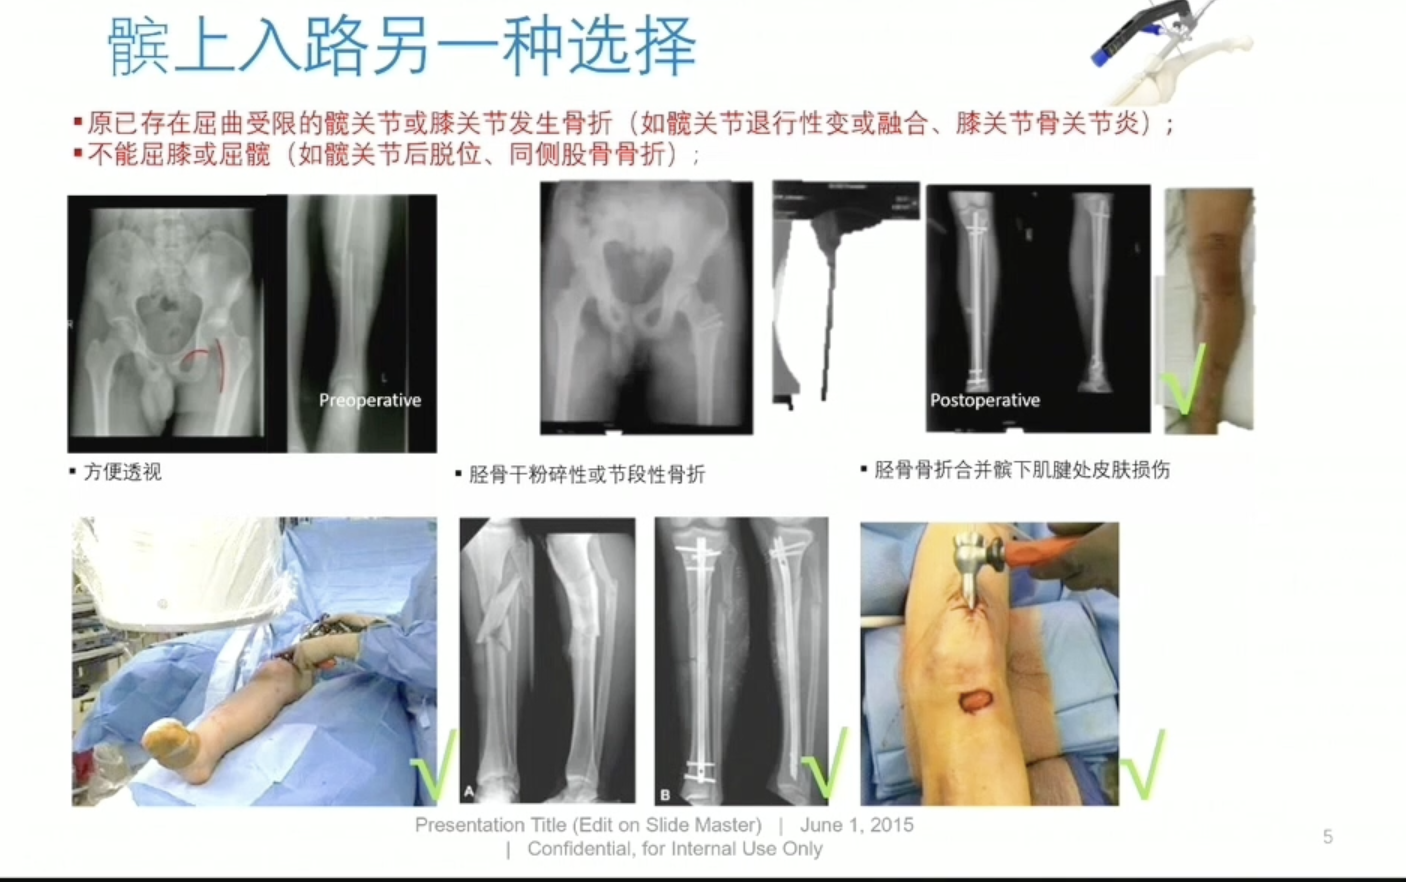 髌上入路另一种选择
▪原已存在屈曲受限的髋关节或膝关节发生骨折（如髋关节退行性变或融合、膝关节骨关节炎）;
▪不能屈膝或屈髋（如髋关节后脱位、同侧股骨骨折）;
R
L
Preoperative
Postoperative
√
▪ 方便透视
▪ 胫骨干粉碎性或节段性骨折
▪ 胫骨骨折合并髌下肌腱处皮肤损伤
√
A
B
√
√
Presentation Title (Edit on Slide Master) | June 1, 2015
| Confidential, for Internal Use Only
5